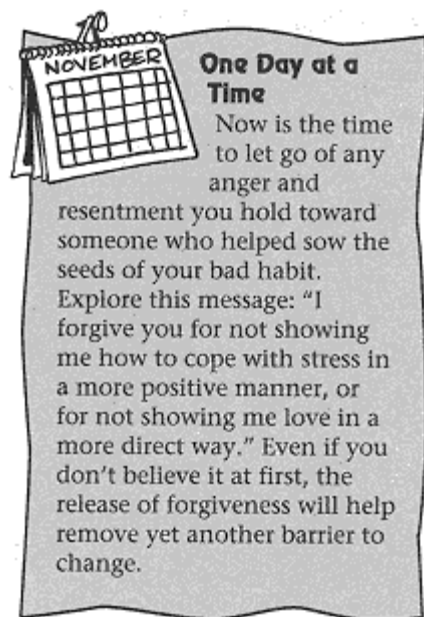 NOVEMBER
One Day at a
Time
Now is the time
to let go of any
anger and
resentment you hold toward
someone who helped sow the
seeds of your bad habit.
Explore this message: “I
forgive you for not showing
me how to cope with stress in
a more positive manner, or
for not showing me love in a
more direct way.” Even if you
don’t believe it at first, the
release of forgiveness will help
remove yet another barrier to
change.